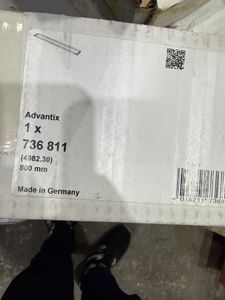 Advantix
1 x
736 811
(4982.30)
800 mm
Made in Germany